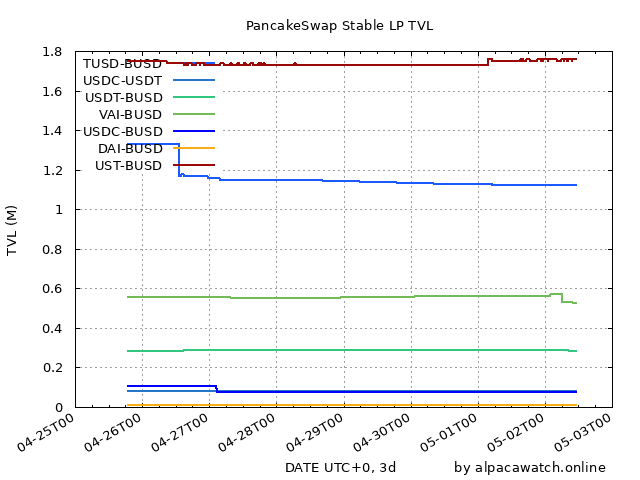 PancakeSwap Stable LP TVL
TVL (M)
1.8
1.6
1.4
1.2
1
0.8
0.6
0.4
0.2
0
TUSD-BUSD
USDC-USDT
USDT-BUSD
VAI-BUSD
USDC-BUSD
DAI-BUSD
UST-BUSD
04-25T00 04-26T00 04-27T00 04-28T00 04-29T00 04-30T00 05-01T00 05-02T00 05-03T00
DATE UTC+0, 3d by alpacawatch.online